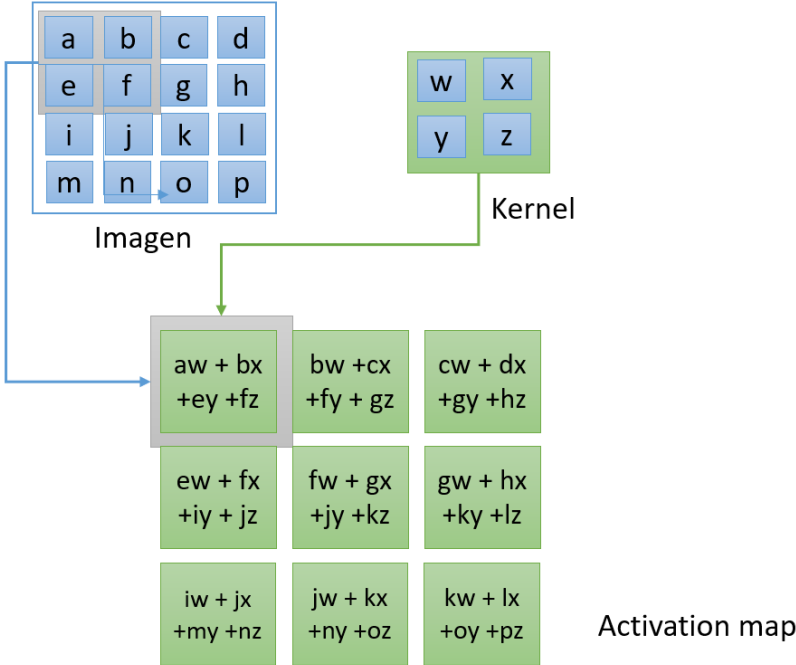 a b c d
e f g h
i j k l
m n o p
Imagen
w x
y z
Kernel
aw + bx
+ey +fz
bw +cx
+fy + gz
cw + dx
+gy +hz
ew + fx
+iy + jz
fw + gx
+jy +kz
gw + hx
+ky +lz
iw + jx
+my +nz
jw + kx
+ny +oz
kw + lx
+oy +pz
Activation map